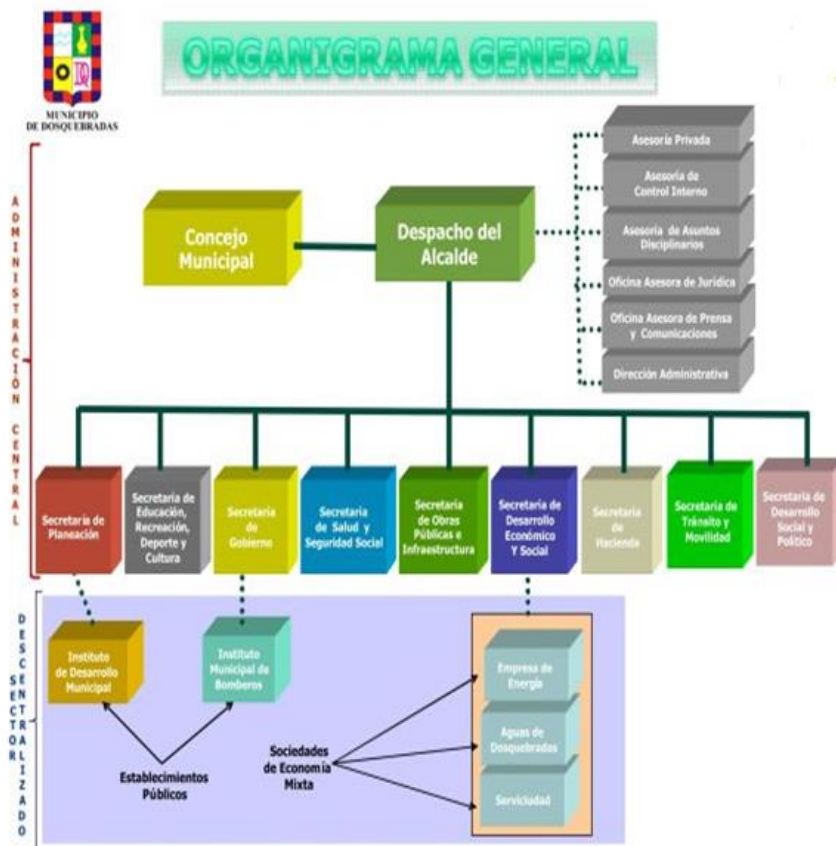 ORGANIGRAMA GENERAL
MUNICIPIO
DE DOSQUEBRADAS
ADMINISTRACIÓN CENTRAL
Concejo
Municipal
Despacho del
Alcalde
Asesoría Privada
Asesoría de
Control Interno
Asesoría de Asuntos
Disciplinarios
Oficina Asesora de Jurídica
Oficina Asesora de Prensa
y Comunicaciones
Dirección Administrativa
Secretaría de
Planeación
Secretaría de
Educación,
Recreación,
Deporte y
Cultura
Secretaría
de
Gobierno
Secretaría
de Salud y
Seguridad Social
Secretaría
de Obras
Públicas e
Infraestructura
Secretaría de
Desarrollo
Económico
Y Social
Secretaría
de
Hacienda
Secretaría de
Tránsito y
Movilidad
Secretaría de
Desarrollo
Social y
Político
SECTOR
DESCENTRALIZADO
Instituto
de Desarrollo
Municipal
Instituto
Municipal de
Bomberos
Establecimientos
Públicos
Sociedades
de Economía
Mixta
Empresa de
Energía
Aguas de
Dosquebradas
Serviciudad